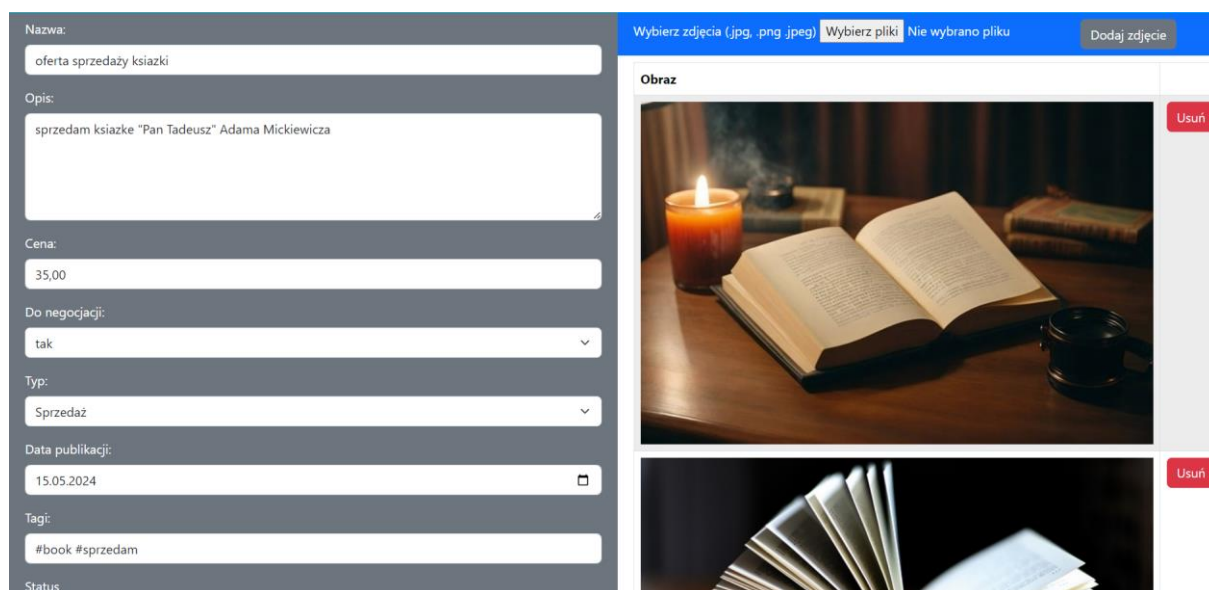 Nazwa:
oferta sprzedaży ksiazki
Opis:
sprzedam ksiazke "Pan Tadeusz" Adama Mickiewicza
Cena:
35,00
Do negocjacji:
tak
Typ:
Sprzedaż
Data publikacji:
15.05.2024
Tagi:
#book #sprzedam
Status
Wybierz zdjęcia (.jpg, .png .jpeg) Wybierz pliki Nie wybrano pliku Dodaj zdjęcie
Obraz
Usuń
Usuń